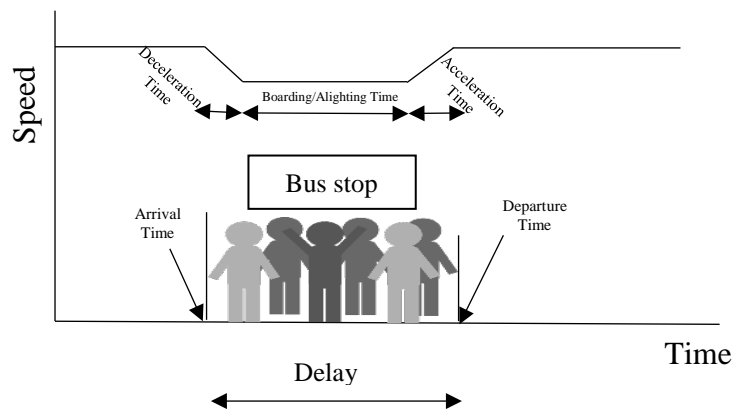 Speed
Deceleration
Time
Boarding/Alighting Time
Acceleration
Time
Bus stop
Arrival
Time
Departure
Time
Time
Delay